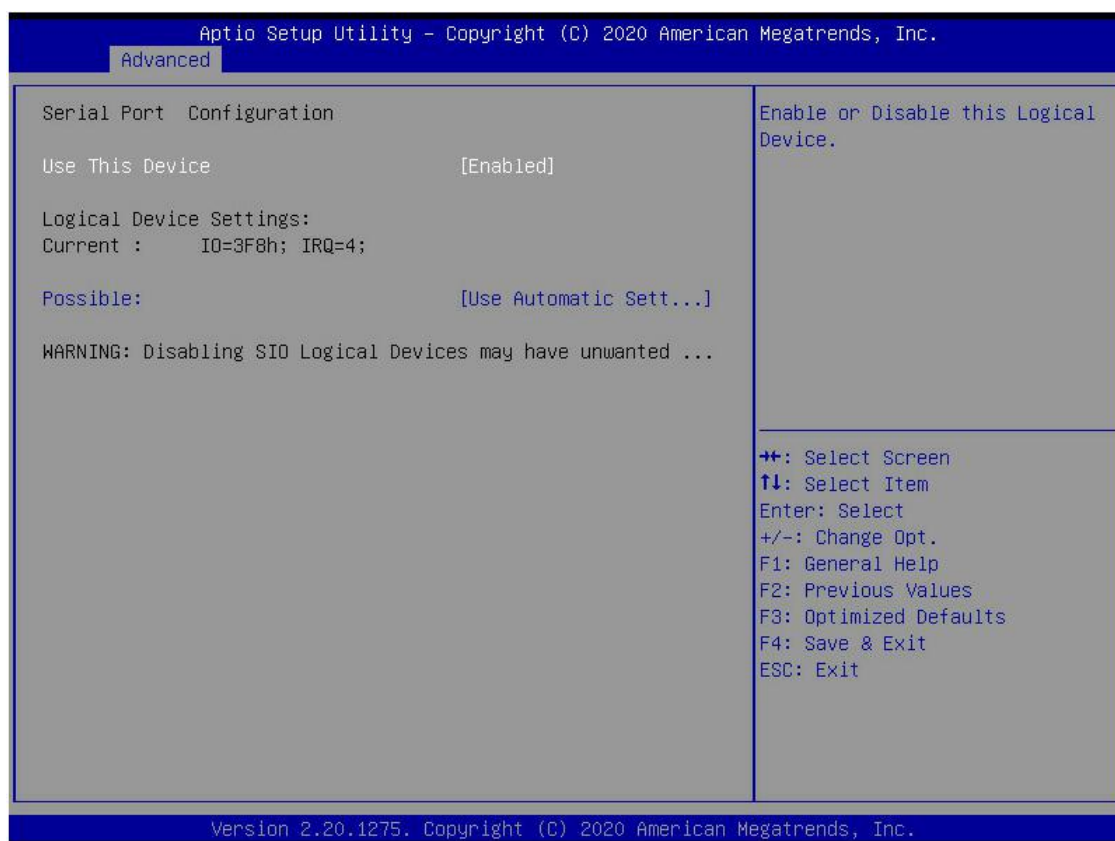 Aptio Setup Utility – Copyright (C) 2020 American Megatrends, Inc.
Advanced
Serial Port  Configuration
Use This Device [Enabled]
Logical Device Settings:
Current : IO=3F8h; IRQ=4;
Possible: [Use Automatic Sett...]
WARNING: Disabling SIO Logical Devices may have unwanted ...
Enable or Disable this Logical
Device.
→←: Select Screen
↑↓: Select Item
Enter: Select
+/-: Change Opt.
F1: General Help
F2: Previous Values
F3: Optimized Defaults
F4: Save & Exit
ESC: Exit
Version 2.20.1275. Copyright (C) 2020 American Megatrends, Inc.